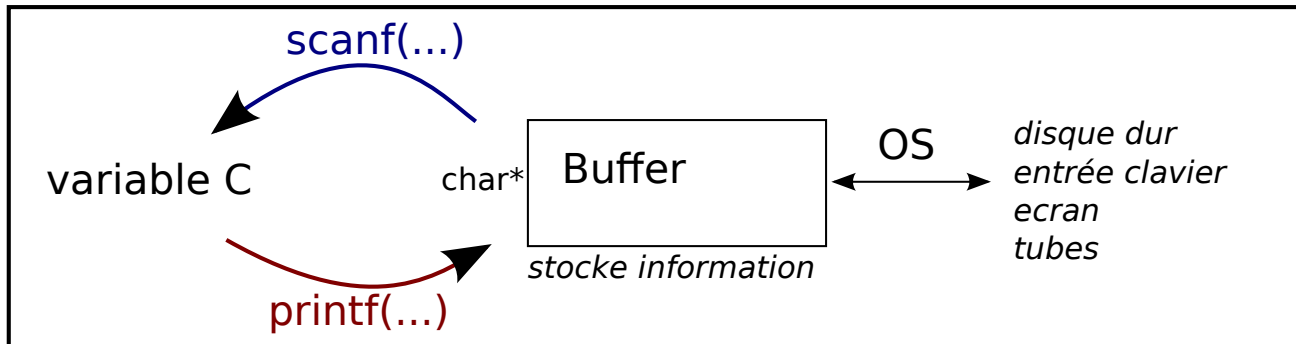 scanf(...)
variable C
char*
Buffer
stocke information
printf(...)
OS
disque dur
entrée clavier
ecran
tubes